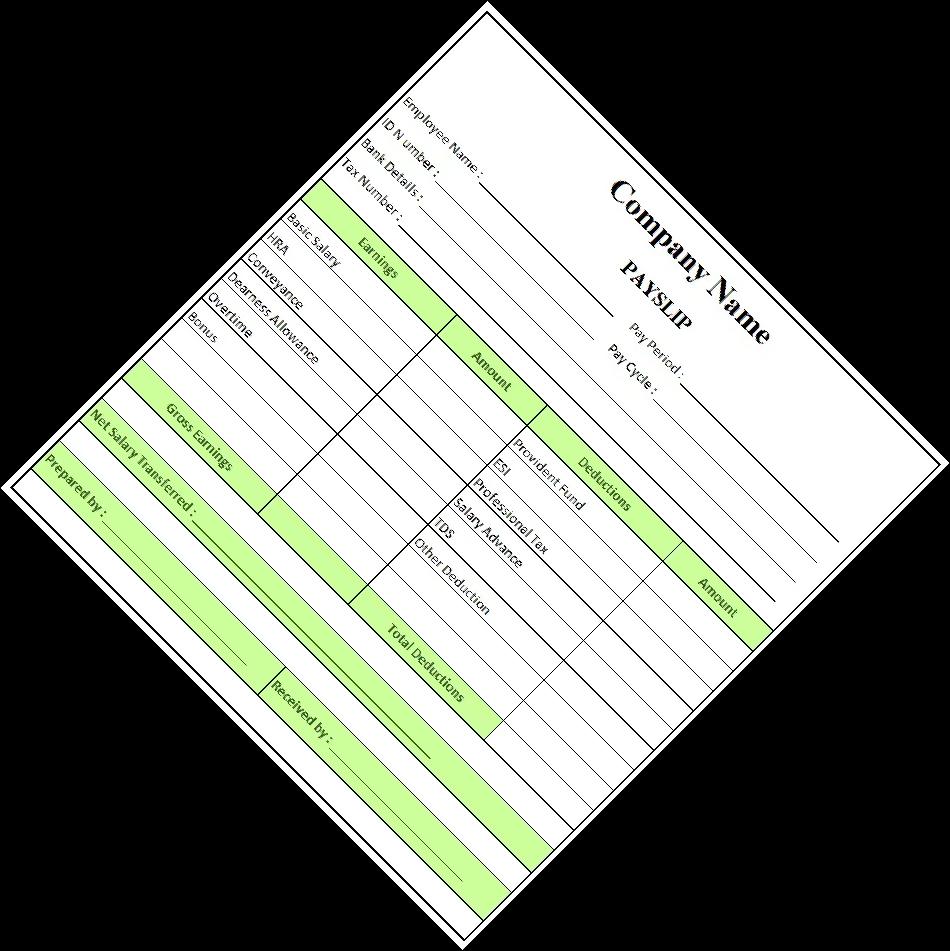 Company Name
PAYSLIP
Employee Name : Pay Period :
ID N umber : Pay Cycle :
Bank Details :
Tax Number :
Earnings Amount Deductions Amount
Basic Salary Provident Fund
HRA ESI
Conveyance Professional Tax
Dearness Allowance Salary Advance
Overtime TDS
Bonus Other Deduction
Gross Earnings Total Deductions
Net Salary Transferred :
Prepared by : Received by :